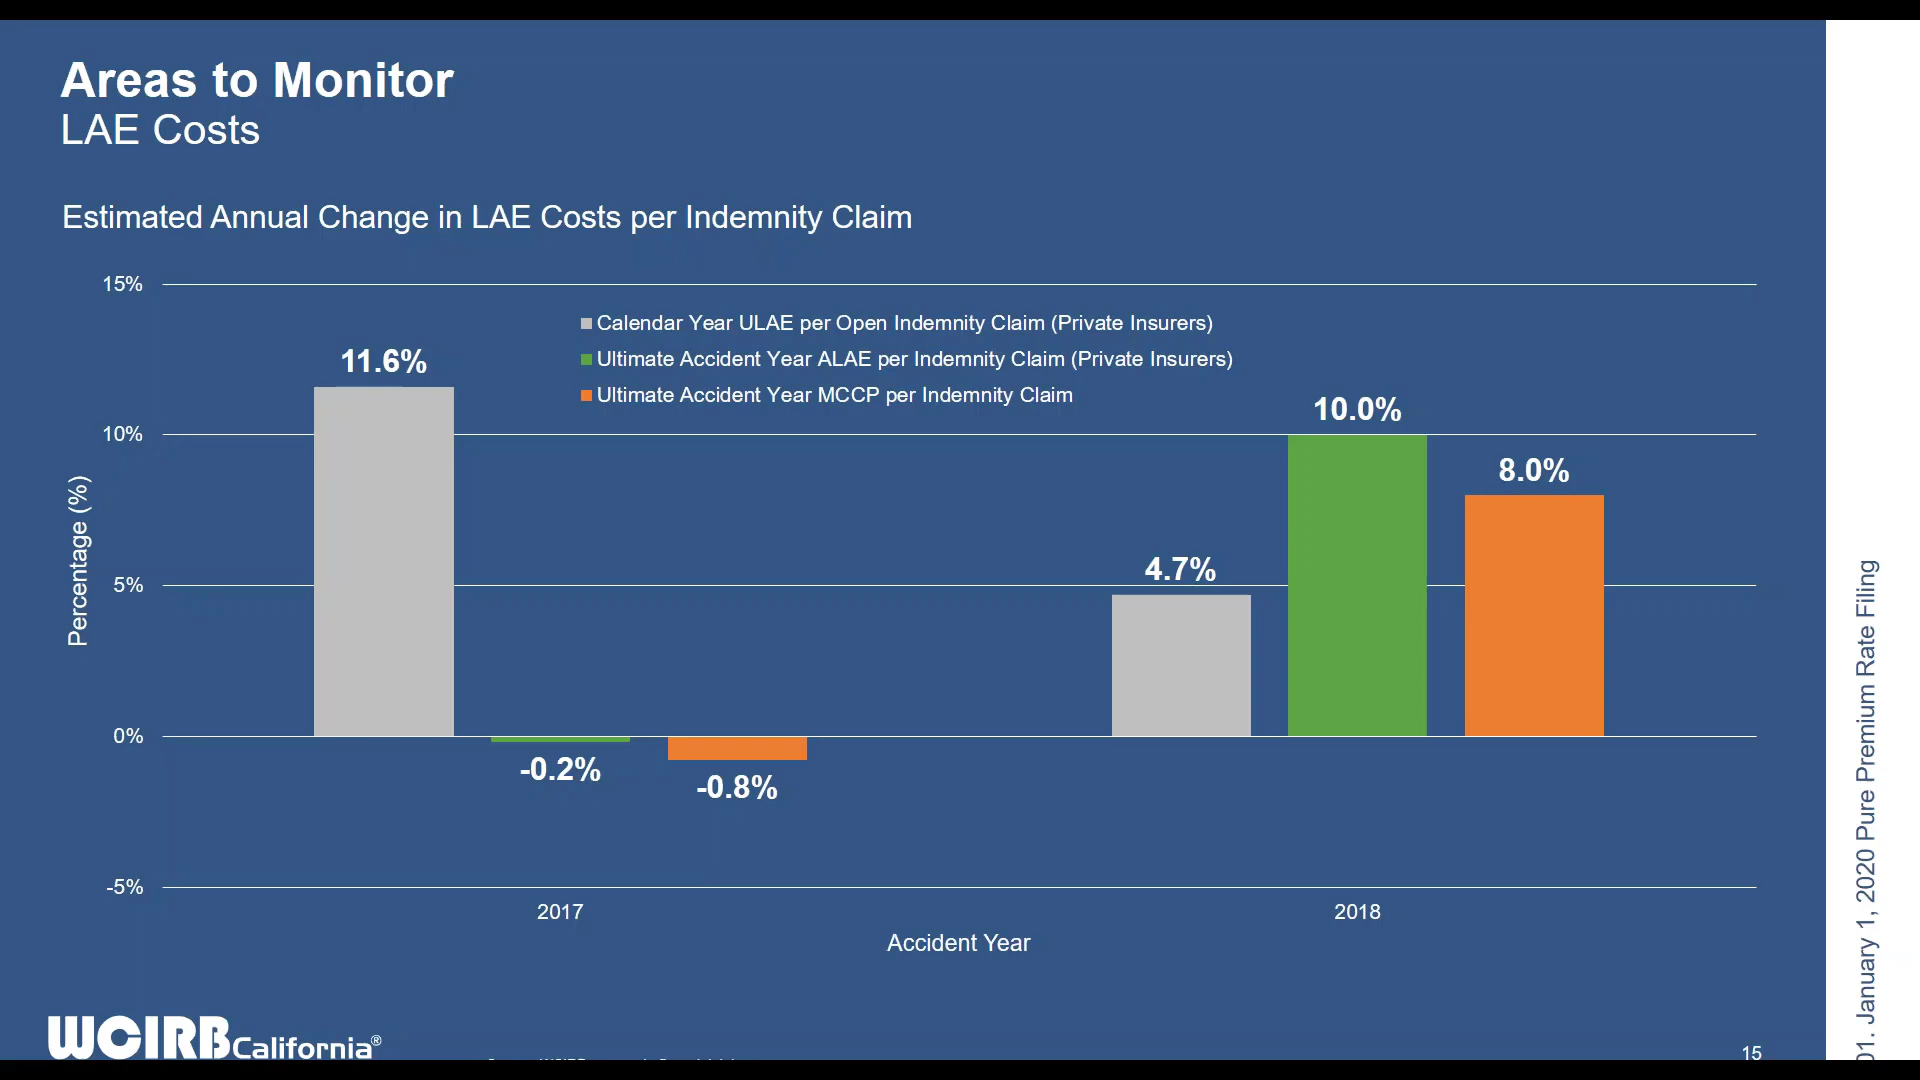 Areas to Monitor
LAE Costs
Estimated Annual Change in LAE Costs per Indemnity Claim
15%
Calendar Year ULAE per Open Indemnity Claim (Private Insurers)
Ultimate Accident Year ALAE per Indemnity Claim (Private Insurers)
Ultimate Accident Year MCCP per Indemnity Claim
11.6%
10.0%
10%
8.0%
Percentage (%)
4.7%
5%
0%
-0.2%
-0.8%
-5%
2017
2018
Accident Year
WCIRB California®
15
01. January 1, 2020 Pure Premium Rate Filing